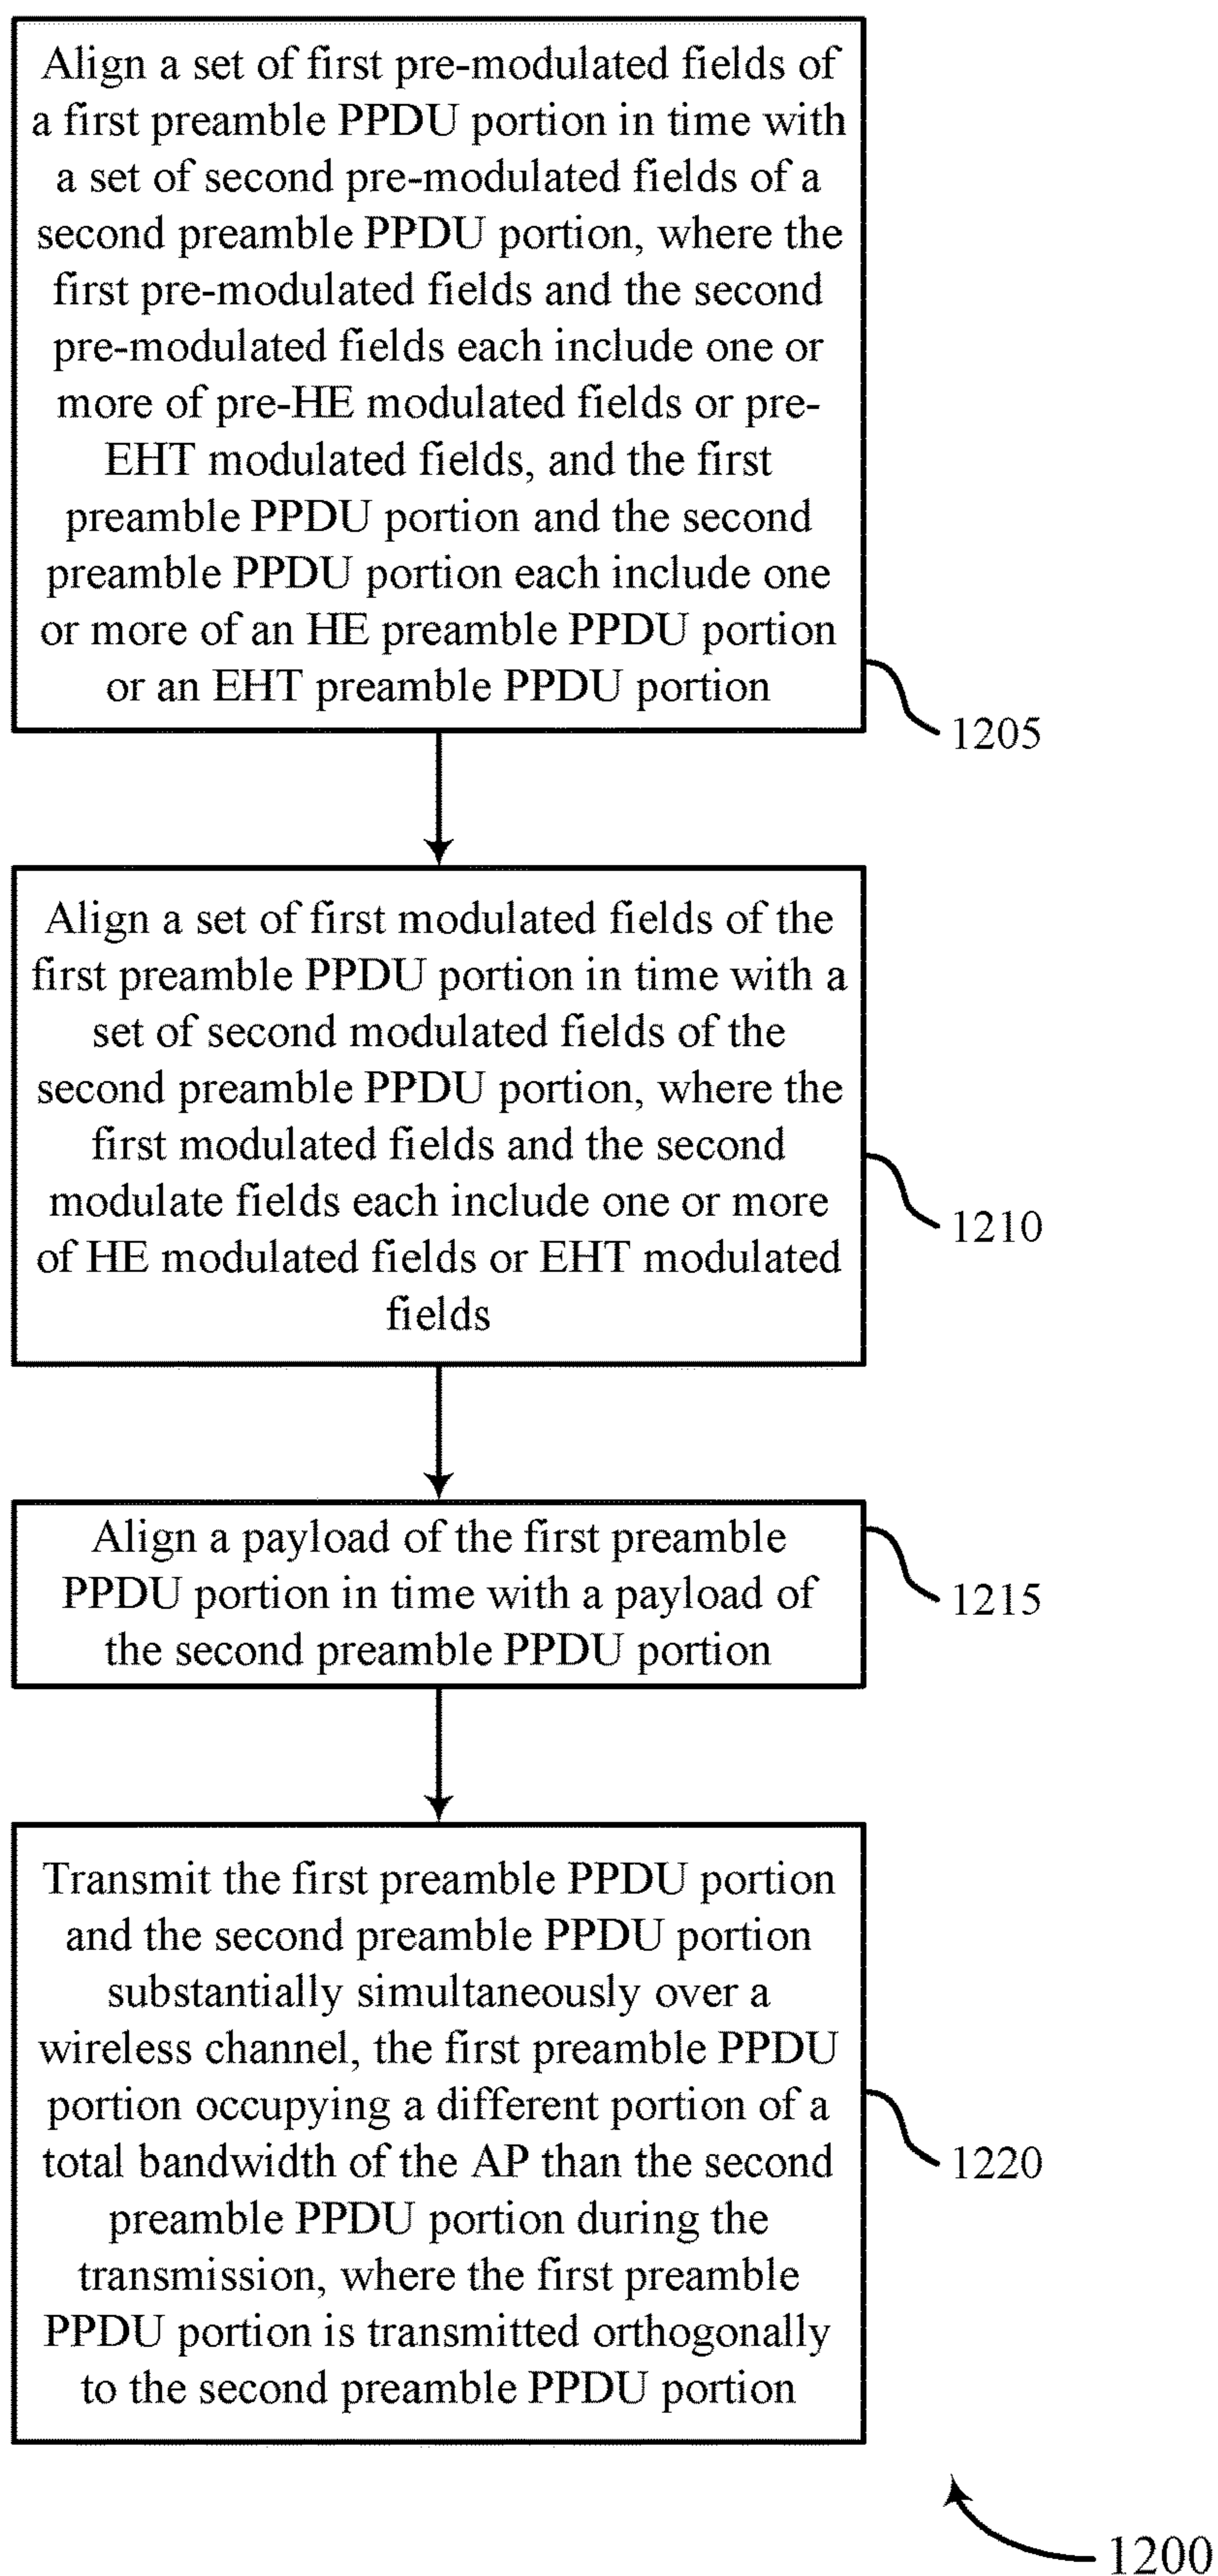 Align a set of first pre-modulated fields of
a first preamble PPDU portion in time with
a set of second pre-modulated fields of a
second preamble PPDU portion, where the
first pre-modulated fields and the second
pre-modulated fields each include one or
more of pre-HE modulated fields or pre-
EHT modulated fields, and the first
preamble PPDU portion and the second
preamble PPDU portion each include one
or more of an HE preamble PPDU portion
or an EHT preamble PPDU portion
1205
Align a set of first modulated fields of the
first preamble PPDU portion in time with a
set of second modulated fields of the
second preamble PPDU portion, where the
first modulated fields and the second
modulate fields each include one or more
of HE modulated fields or EHT modulated
fields
1210
Align a payload of the first preamble
PPDU portion in time with a payload of
the second preamble PPDU portion
1215
Transmit the first preamble PPDU portion
and the second preamble PPDU portion
substantially simultaneously over a
wireless channel, the first preamble PPDU
portion occupying a different portion of a
total bandwidth of the AP than the second
preamble PPDU portion during the
transmission, where the first preamble
PPDU portion is transmitted orthogonally
to the second preamble PPDU portion
1220
1200